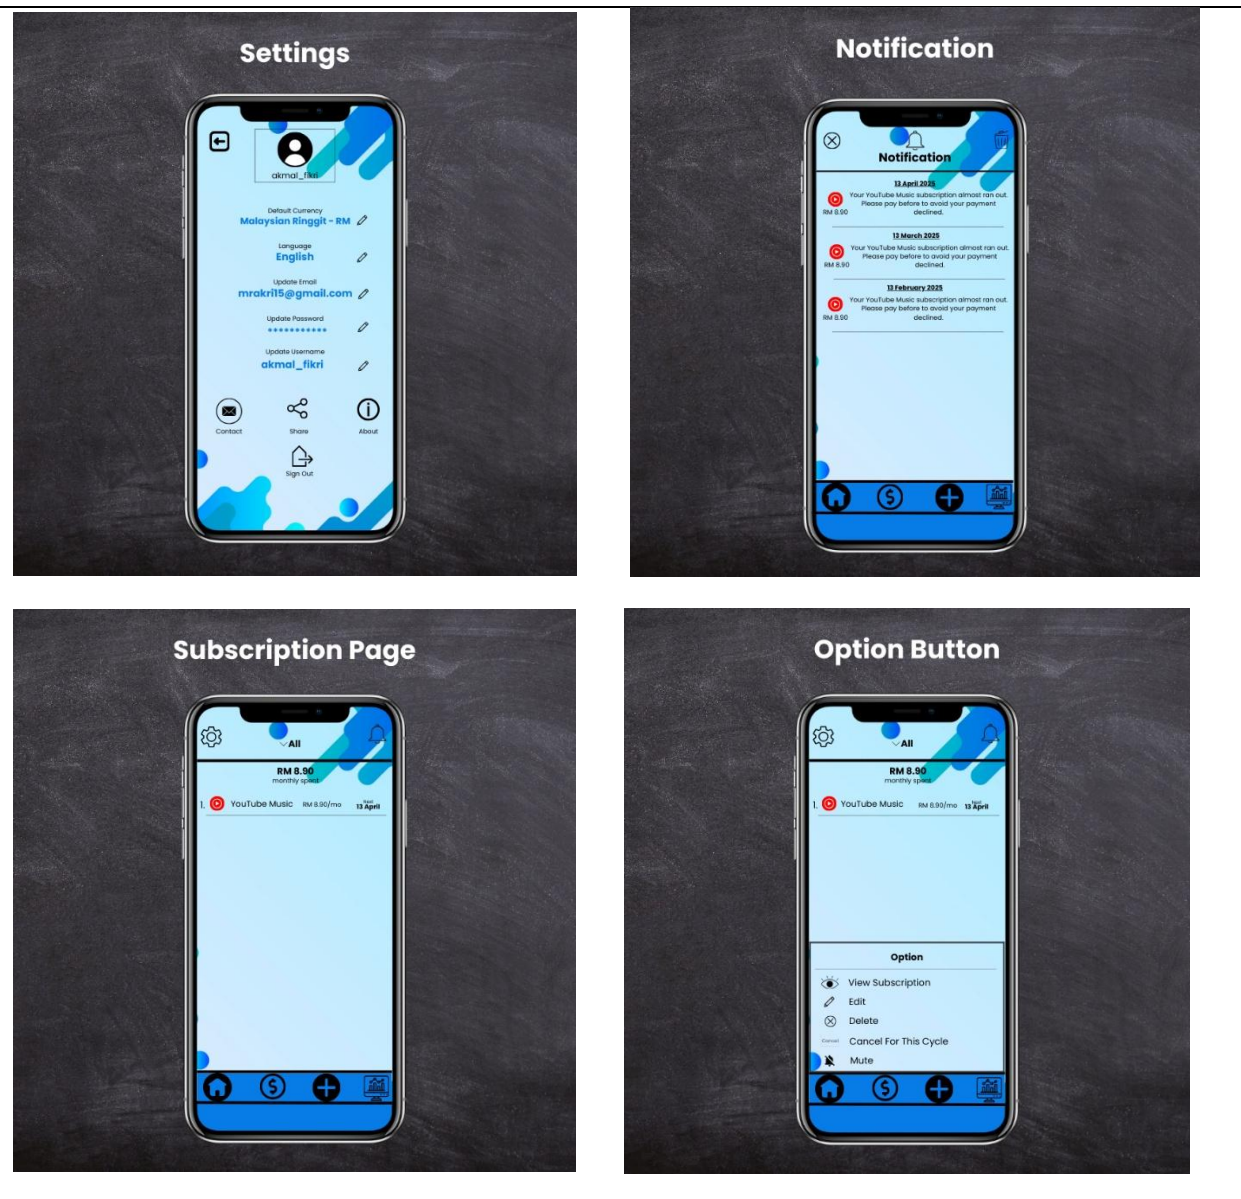 Settings
akmal_fikri
Default Currency
Malaysian Ringgit - RM
Language
English
Update Email
mrakri15@gmail.com
Update Password
***********
Update Username
akmal_fikri
Contact
Share
About
Sign Out
Notification
Notification
13 April 2025
Your YouTube Music subscription almost ran out.
Please pay before to avoid your payment
declined.
RM 8.90
13 March 2025
Your YouTube Music subscription almost ran out.
Please pay before to avoid your payment
declined.
RM 8.90
13 February 2025
Your YouTube Music subscription almost ran out.
Please pay before to avoid your payment
declined.
RM 8.90
Subscription Page
All
RM 8.90
monthly spent
1. YouTube Music RM 8.90/mo Next
13 April
Option Button
All
RM 8.90
monthly spent
1. YouTube Music RM 8.90/mo Next
13 April
Option
View Subscription
Edit
Delete
Cancel Cancel For This Cycle
Mute